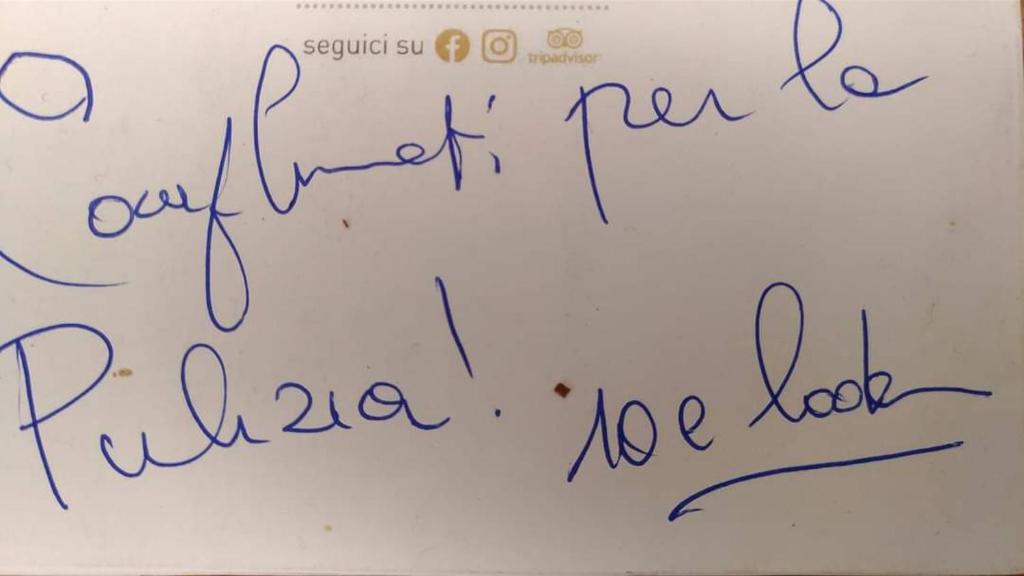 seguici su
tripadvisor
Complimenti per la
Pulizia! 10 e lode